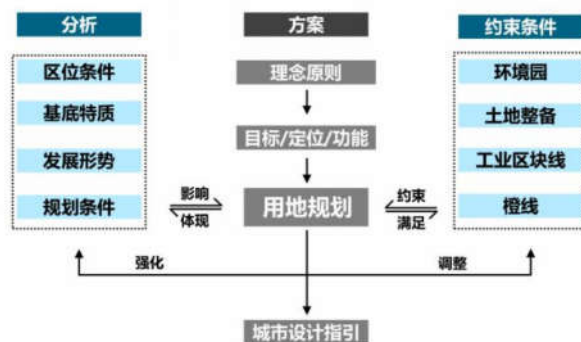 分析
方案
约束条件
区位条件
基底特质
发展形势
规划条件
理念原则
目标/定位/功能
用地规划
影响
体现
约束
满足
环境园
土地整备
工业区块线
橙线
强化
调整
城市设计指引